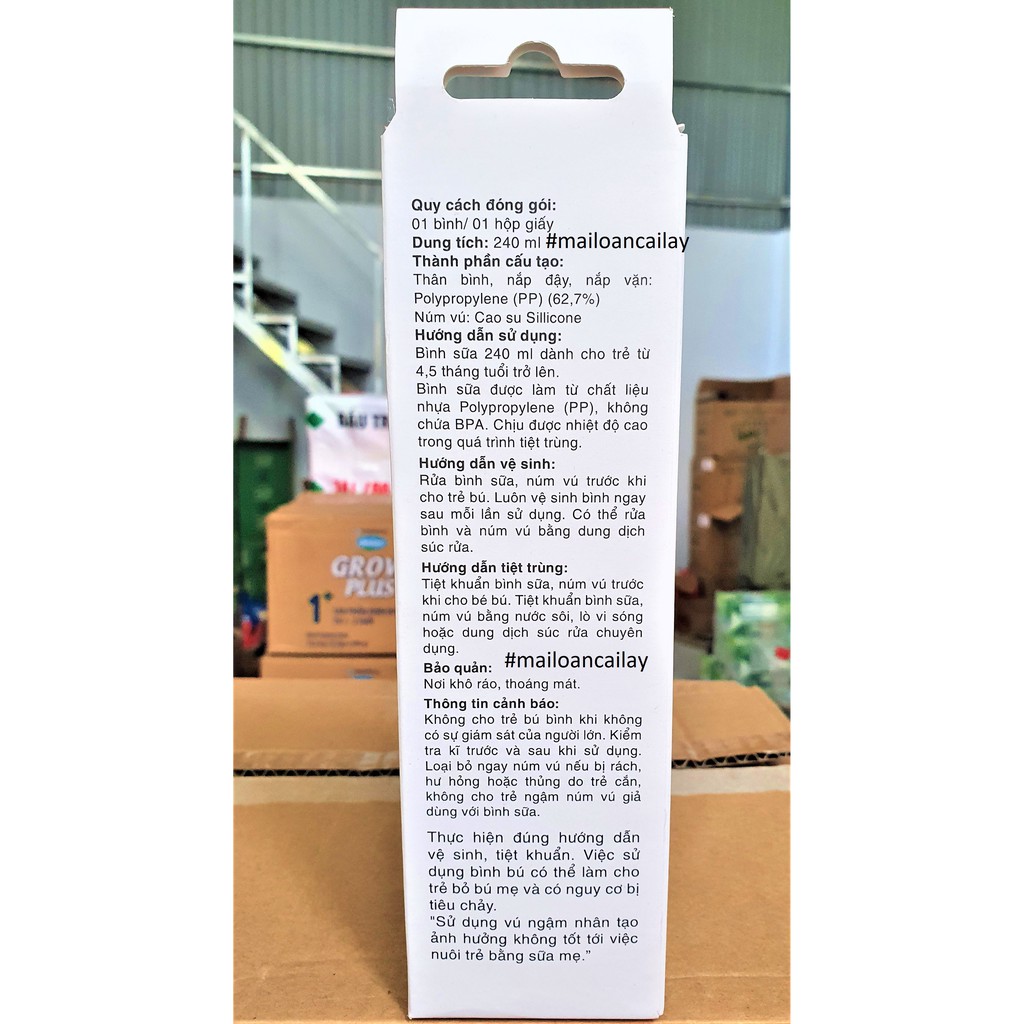 Quy cách đóng gói:
01 bình/ 01 hộp giấy
Dung tích: 240 ml #mailoancailay
Thành phần cấu tạo:
Thân bình, nắp đậy, nắp vặn:
Polypropylene (PP) (62,7%)
Núm vú: Cao su Sillicone
Hướng dẫn sử dụng:
Bình sữa 240 ml dành cho trẻ từ
4,5 tháng tuổi trở lên.
Bình sữa được làm từ chất liệu
nhựa Polypropylene (PP), không
chứa BPA. Chịu được nhiệt độ cao
trong quá trình tiệt trùng.
Hướng dẫn vệ sinh:
Rửa bình sữa, núm vú trước khi
cho trẻ bú. Luôn vệ sinh bình ngay
sau mỗi lần sử dụng. Có thể rửa
bình và núm vú bằng dung dịch
súc rửa.
Hướng dẫn tiệt trùng:
Tiệt khuẩn bình sữa, núm vú trước
khi cho bé bú. Tiệt khuẩn bình sữa,
núm vú bằng nước sôi, lò vi sóng
hoặc dung dịch súc rửa chuyên
dụng.
#mailoancailay
Bảo quản:
Nơi khô ráo, thoáng mát.
Thông tin cảnh báo:
Không cho trẻ bú bình khi không
có sự giám sát của người lớn. Kiểm
tra kĩ trước và sau khi sử dụng.
Loại bỏ ngay núm vú nếu bị rách,
hư hỏng hoặc thủng do trẻ cắn,
không cho trẻ ngậm núm vú giả
dùng với bình sữa.
Thực hiện đúng hướng dẫn
vệ sinh, tiệt khuẩn. Việc sử
dụng bình bú có thể làm cho
trẻ bỏ bú mẹ và có nguy cơ bị
tiêu chảy.
"Sử dụng vú ngậm nhân tạo
ảnh hưởng không tốt tới việc
nuôi trẻ bằng sữa mẹ."
GROW
PLUS
1+